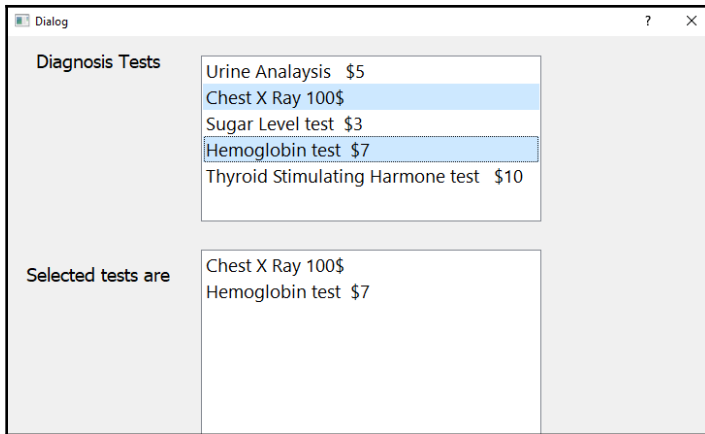 Dialog
Diagnosis Tests
Urine Analaysis $5
Chest X Ray 100$
Sugar Level test $3
Hemoglobin test $7
Thyroid Stimulating Harmone test $10
Selected tests are
Chest X Ray 100$
Hemoglobin test $7